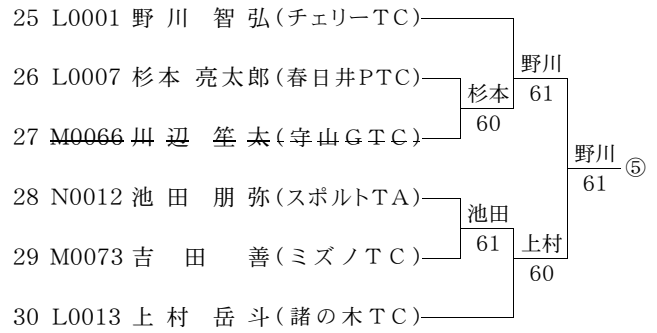 25 L0001 野川 智弘(チェリーTC)
野川
26 L0007 杉本 亮太郎(春日井PTC)
杉本
61
60
27 M0066 川辺 笙太(守山GTC)
野川
61
⑤
28 N0012 池田 朋弥(スポルトTA)
池田
61
上村
29 M0073 吉田 善(ミズノTC)
60
30 L0013 上村 岳斗(諸の木TC)